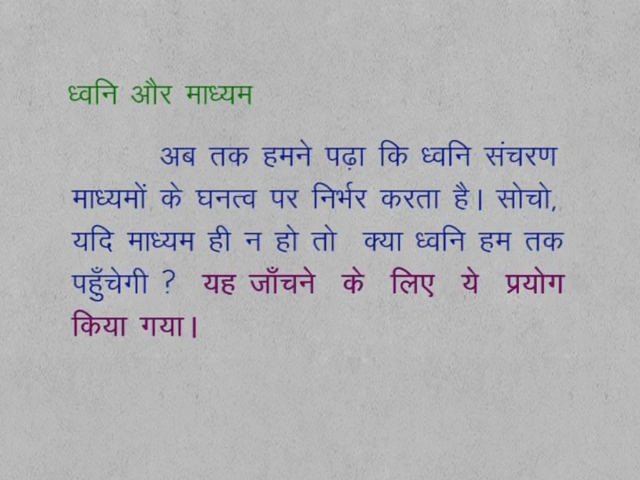 ध्वनि और माध्यम
अब तक हमने पढ़ा कि ध्वनि संचरण
माध्यमों के घनत्व पर निर्भर करता है। सोचो,
यदि माध्यम ही न हो तो क्या ध्वनि हम तक
पहुँचेगी ? यह जाँचने के लिए ये प्रयोग
किया गया।